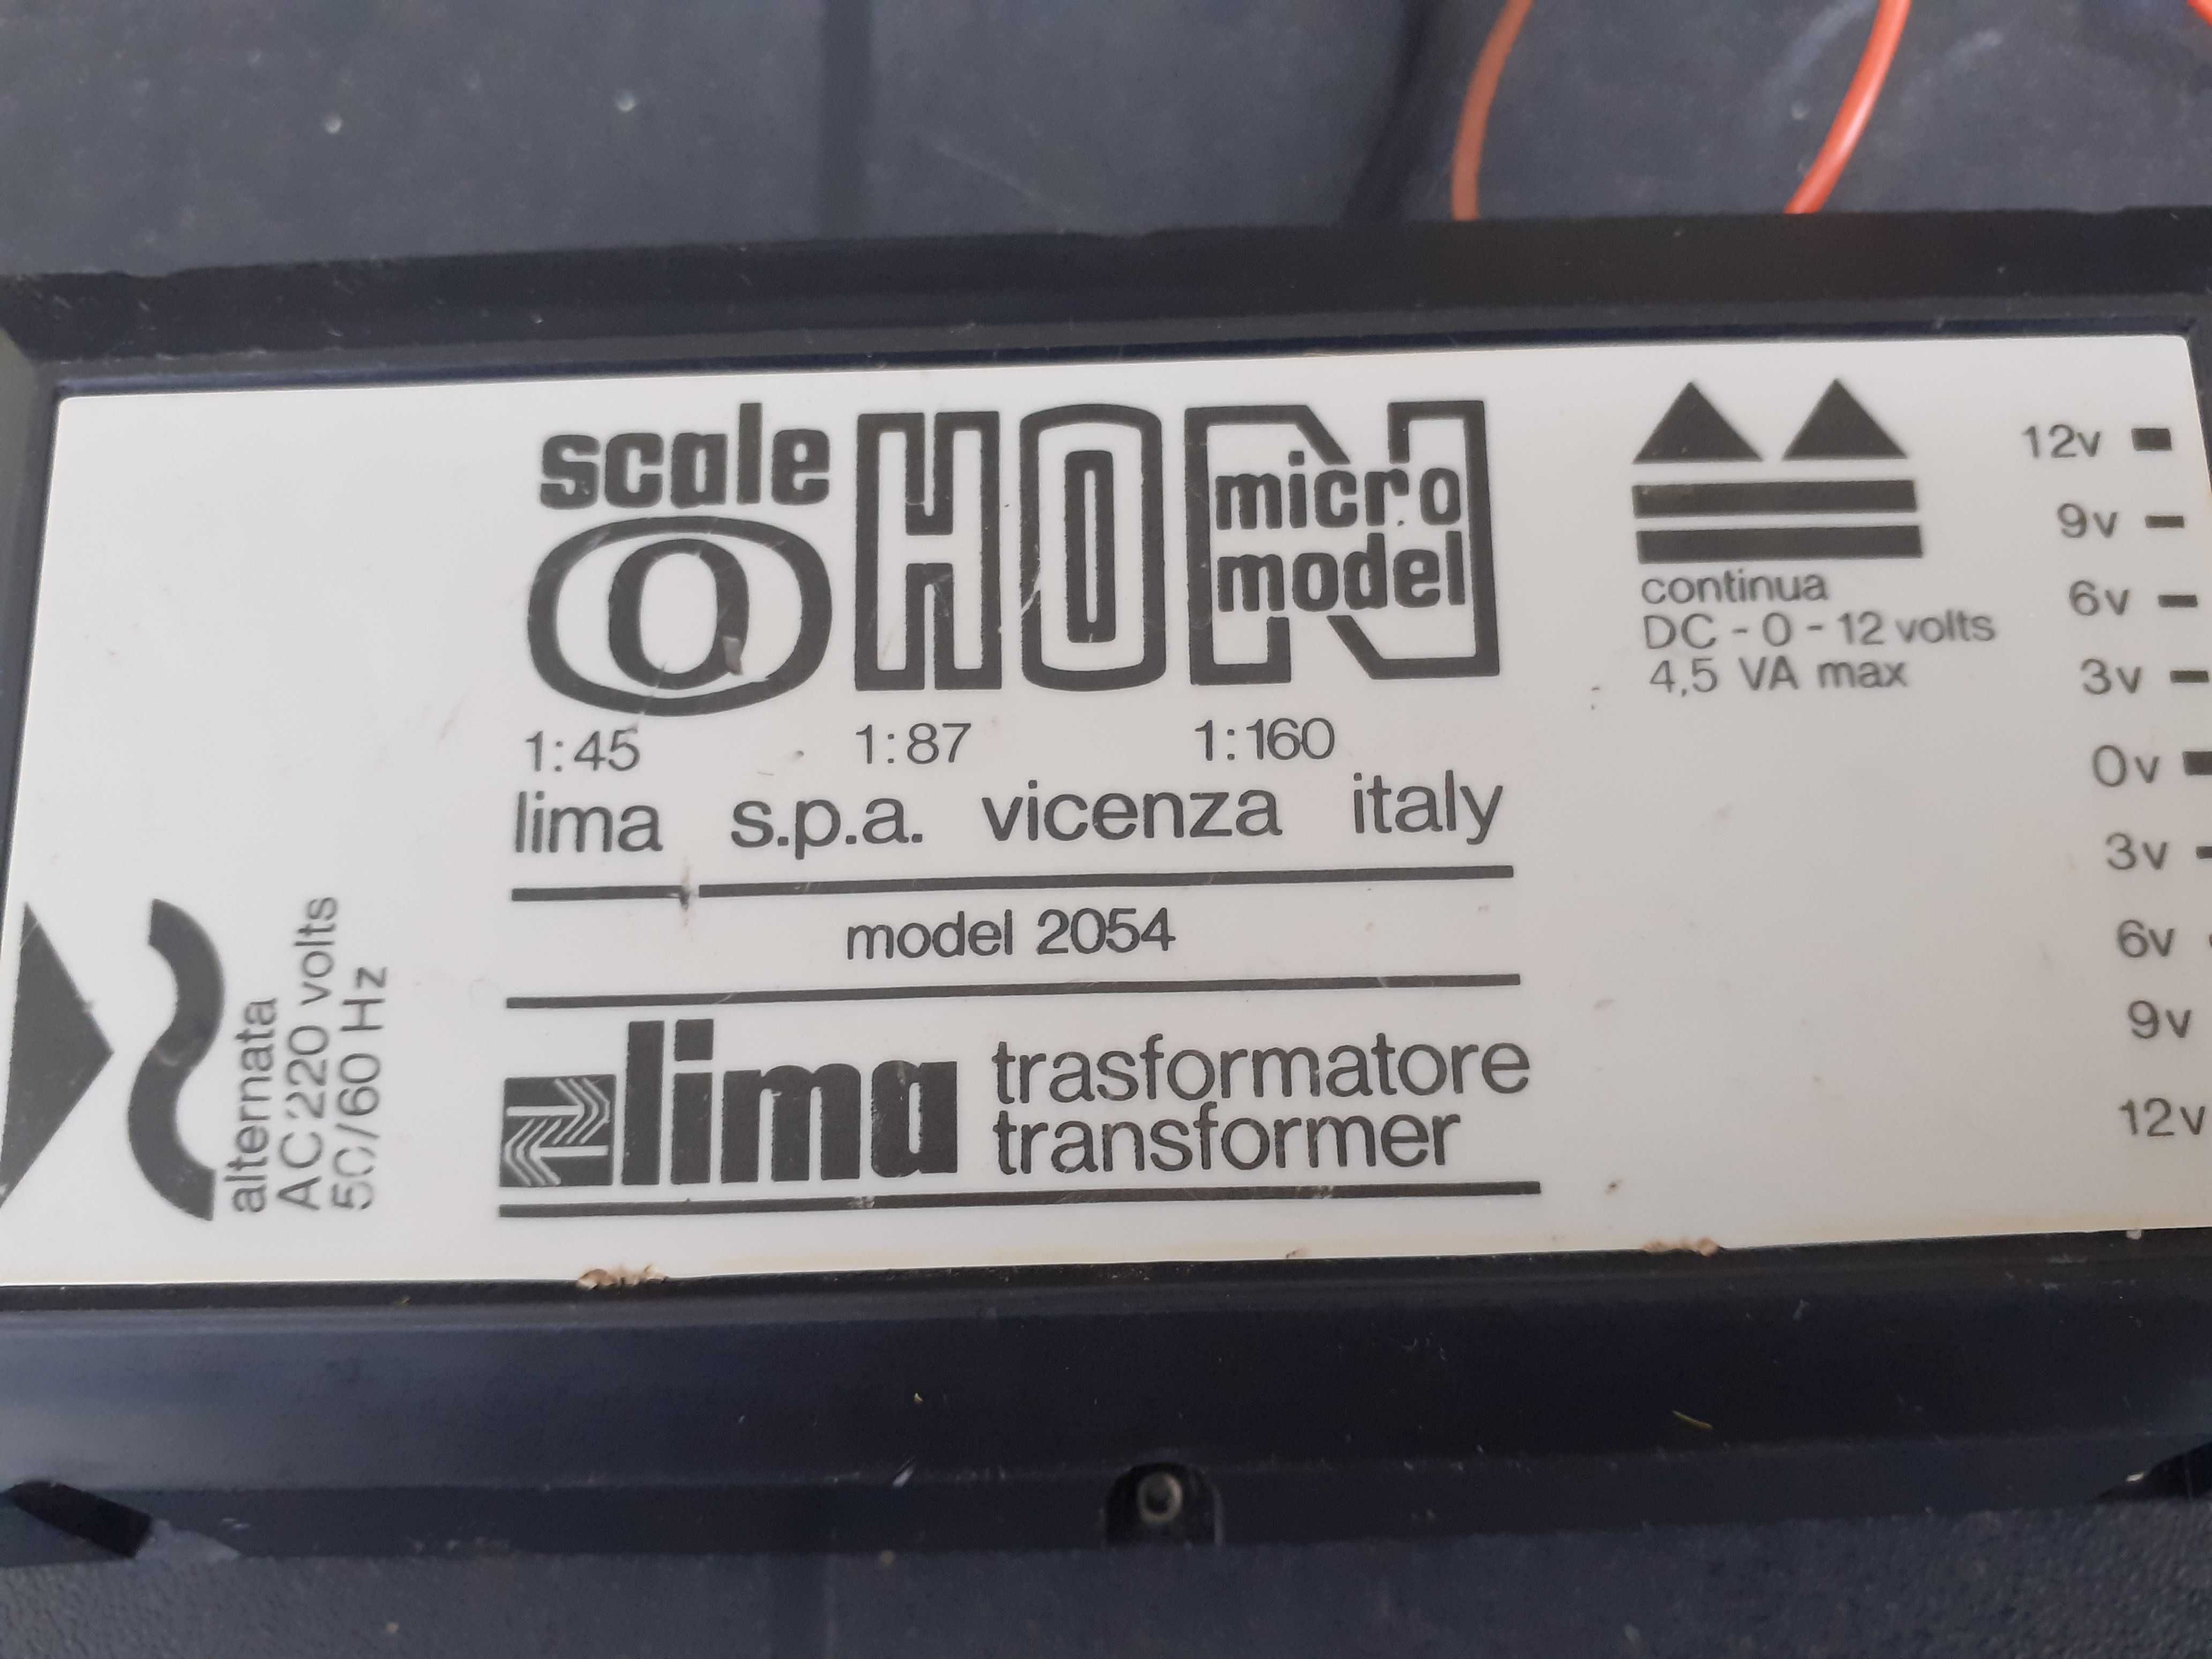 scale
O HO N
micro
model
1:45 1:87 1:160
lima s.p.a. vicenza italy
model 2054
lima
trasformatore
transformer
alternata
AC 220 volts
50/60 Hz
continua
DC - 0 - 12 volts
4,5 VA max
12v
9v
6v
3v
0v
3v
6v
9v
12v